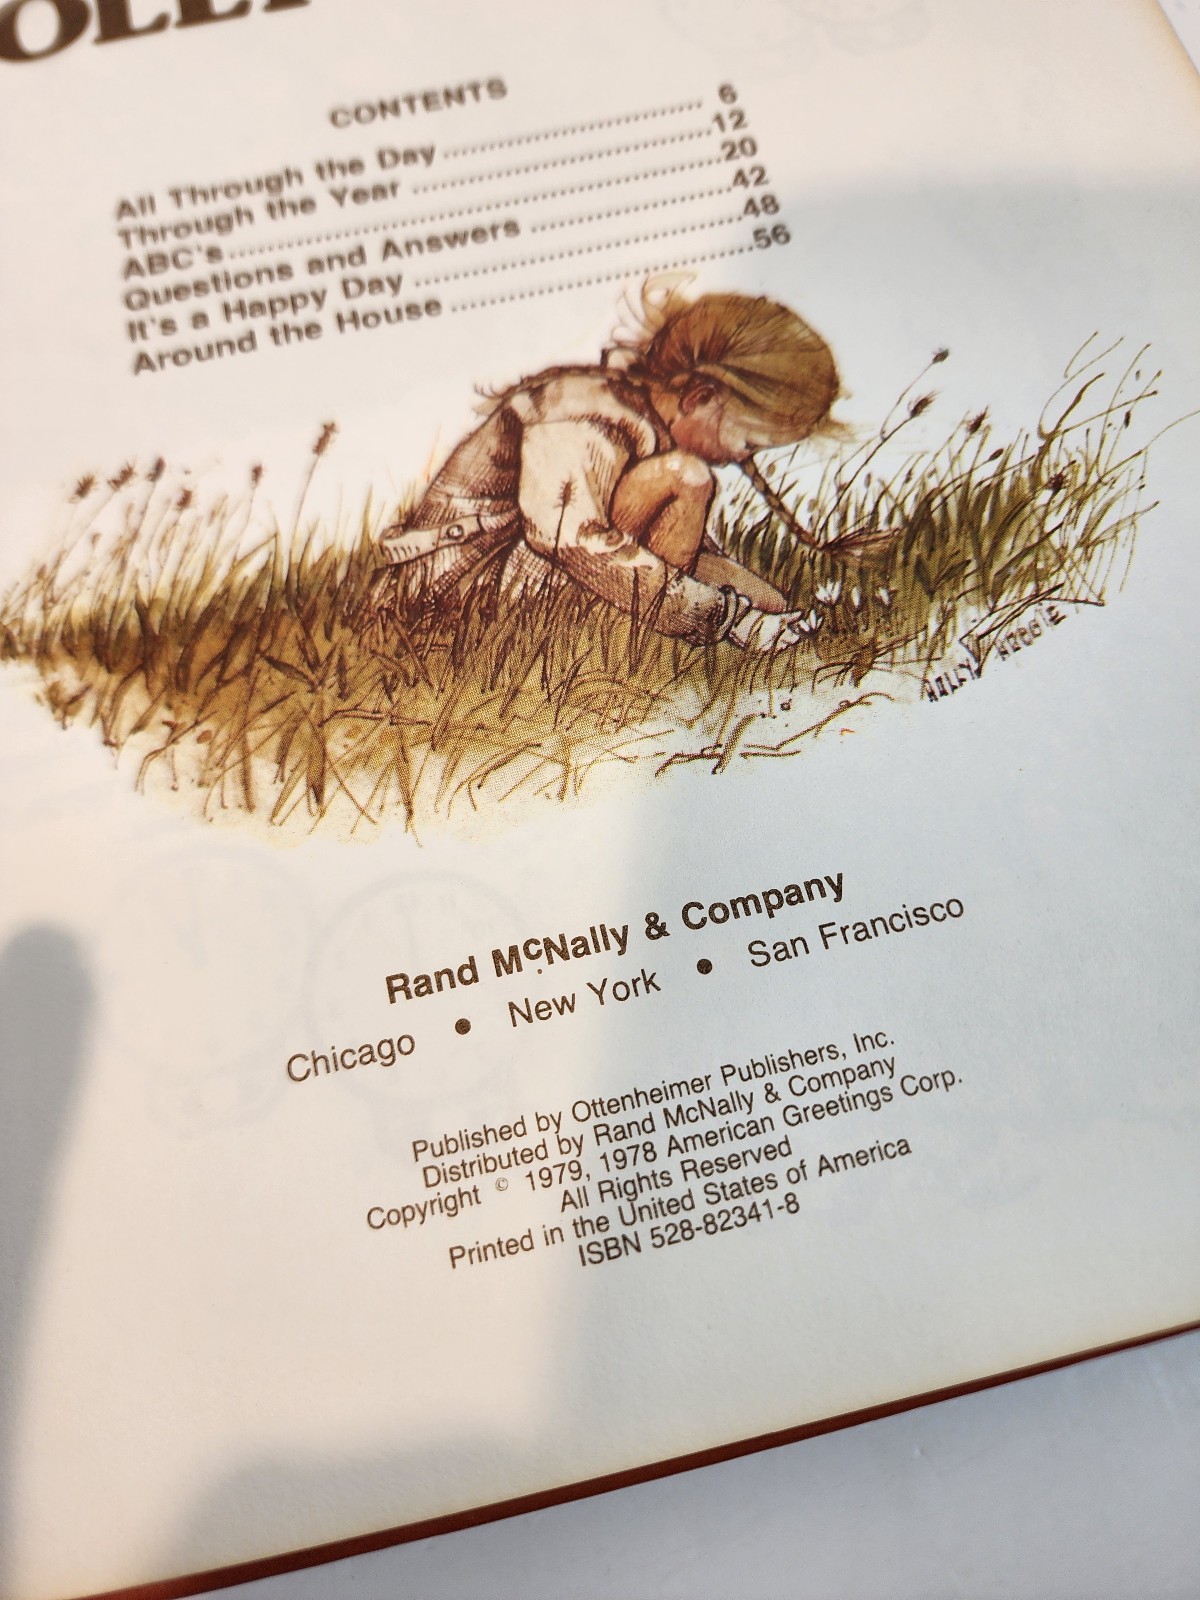 CONTENTS
All Through the Day ........................................ 6
Through the Year ........................................12
ABC's ............................................................20
Questions and Answers ...........................42
It's a Happy Day ........................................48
Around the House .....................................56
HOLLY HOBBIE
Rand McNally & Company
Chicago • New York • San Francisco
Published by Ottenheimer Publishers, Inc.
Distributed by Rand McNally & Company
Copyright © 1979, 1978 American Greetings Corp.
All Rights Reserved
Printed in the United States of America
ISBN 528-82341-8